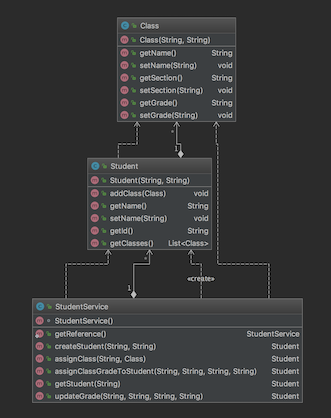 Class
Class(String, String)
getName() String
setName(String) void
getSection() String
setSection(String) void
getGrade() String
setGrade(String) void
*
1
Student
Student(String, String)
addClass(Class) void
getName() String
setName(String) void
getId() String
getClasses() List<Class>
*
«create»
1
StudentService
StudentService()
getReference() StudentService
createStudent(String, String) Student
assignClass(String, Class) Student
assignClassGradeToStudent(String, String, String, String) Student
getStudent(String) Student
updateGrade(String, String, String, String) Student